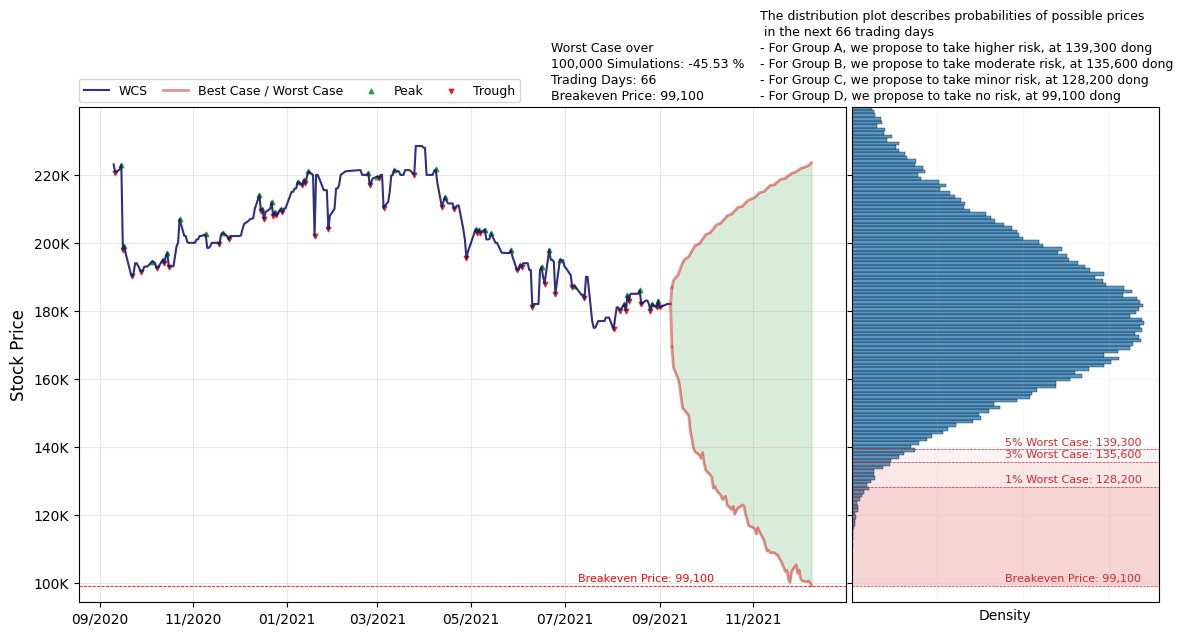 The distribution plot describes probabilities of possible prices
in the next 66 trading days
- For Group A, we propose to take higher risk, at 139,300 dong
- For Group B, we propose to take moderate risk, at 135,600 dong
- For Group C, we propose to take minor risk, at 128,200 dong
- For Group D, we propose to take no risk, at 99,100 dong
Worst Case over
100,000 Simulations: -45.53 %
Trading Days: 66
Breakeven Price: 99,100
WCS
Best Case / Worst Case
Peak
Trough
Stock Price
220K
200K
180K
160K
140K
120K
100K
Breakeven Price: 99,100
09/2020
11/2020
01/2021
03/2021
05/2021
07/2021
09/2021
11/2021
5% Worst Case: 139,300
3% Worst Case: 135,600
1% Worst Case: 128,200
Breakeven Price: 99,100
Density